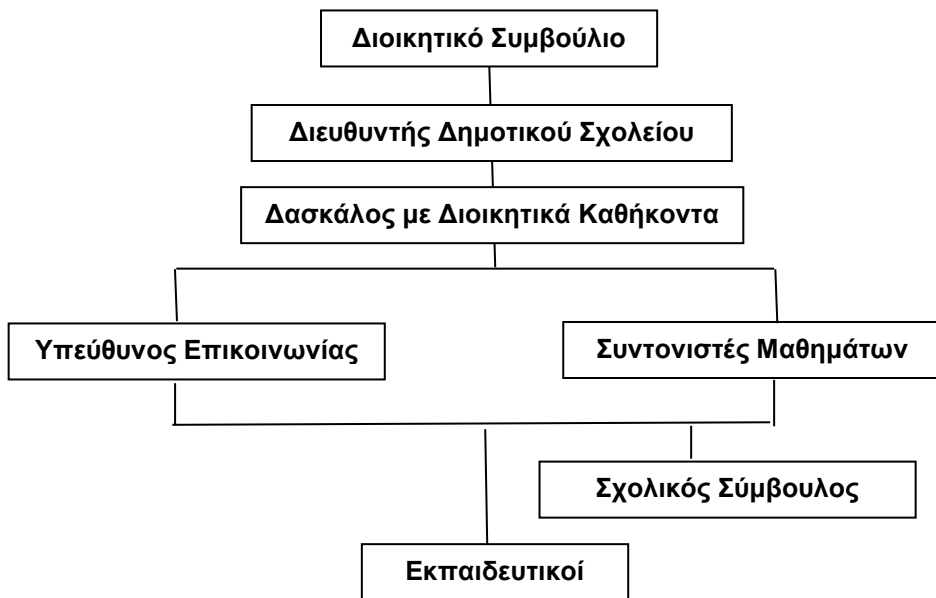 Διοικητικό Συμβούλιο
Διευθυντής Δημοτικού Σχολείου
Δασκάλος με Διοικητικά Καθήκοντα
Υπεύθυνος Επικοινωνίας
Συντονιστές Μαθημάτων
Σχολικός Σύμβουλος
Εκπαιδευτικοί